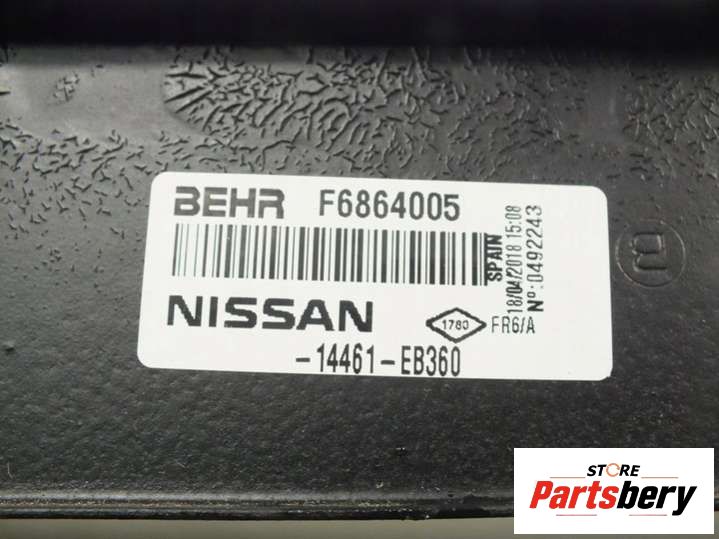 BEHR F6864005
NISSAN
1780 FR6/A
-14461-EB360
SPAIN
18/04/2018 15:08
Nº:0492243
STORE
Partsbery